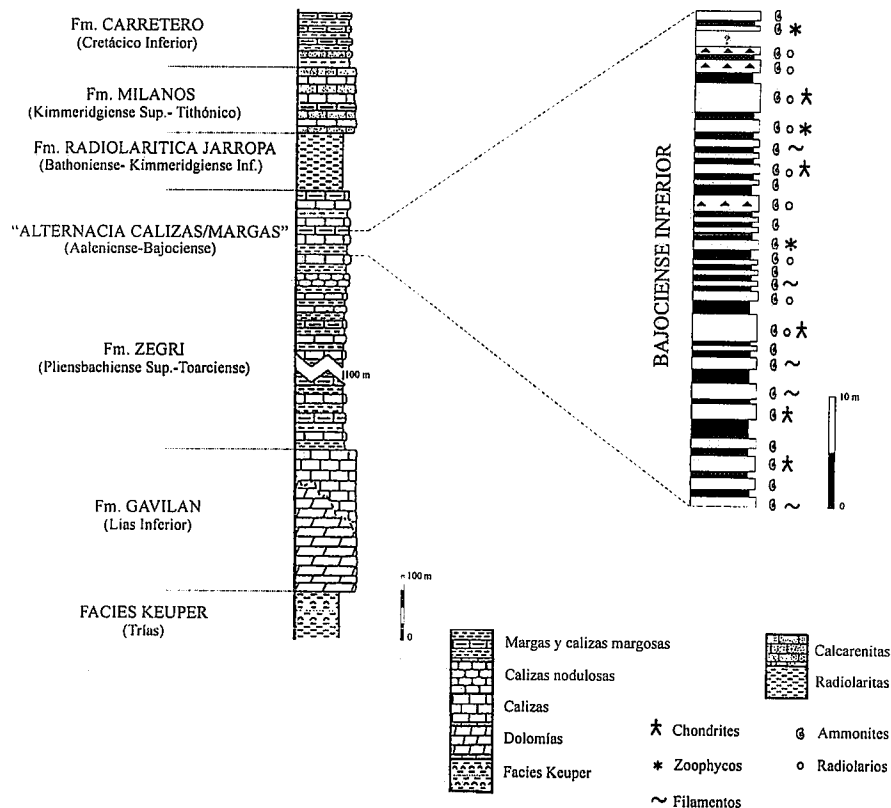 Fm. CARRETERO
(Cretácico Inferior)
Fm. MILANOS
(Kimmeridgiense Sup.- Tithónico)
Fm. RADIOLARITICA JARROPA
(Bathoniense- Kimmeridgiense Inf.)
“ALTERNACIA CALIZAS/MARGAS”
(Aaleniense-Bajociense)
Fm. ZEGRI
(Pliensbachiense Sup.-Toarciense)
100 m
Fm. GAVILAN
(Lias Inferior)
FACIES KEUPER
(Trías)
100 m
0
BAJOCIENSE INFERIOR
?
10 m
0
Margas y calizas margosas
Calizas nodulosas
Calizas
Dolomías
Facies Keuper
Calcarenitas
Radiolaritas
Chondrites
Zoophycos
Filamentos
Ammonites
Radiolarios